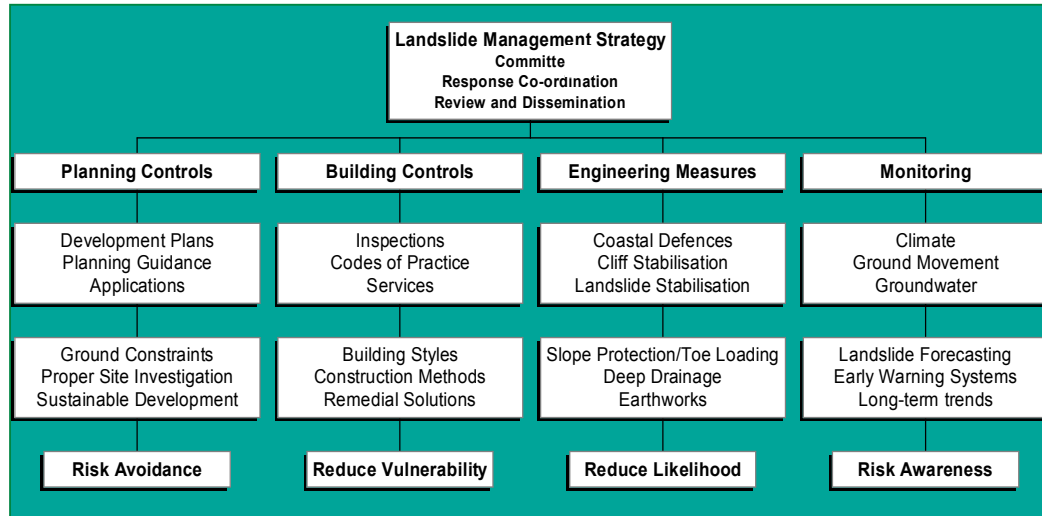 Landslide Management Strategy
Committe
Response Co-ordination
Review and Dissemination
Planning Controls
Building Controls
Engineering Measures
Monitoring
Development Plans
Planning Guidance
Applications
Inspections
Codes of Practice
Services
Coastal Defences
Cliff Stabilisation
Landslide Stabilisation
Climate
Ground Movement
Groundwater
Ground Constraints
Proper Site Investigation
Sustainable Development
Building Styles
Construction Methods
Remedial Solutions
Slope Protection/Toe Loading
Deep Drainage
Earthworks
Landslide Forecasting
Early Warning Systems
Long-term trends
Risk Avoidance
Reduce Vulnerability
Reduce Likelihood
Risk Awareness